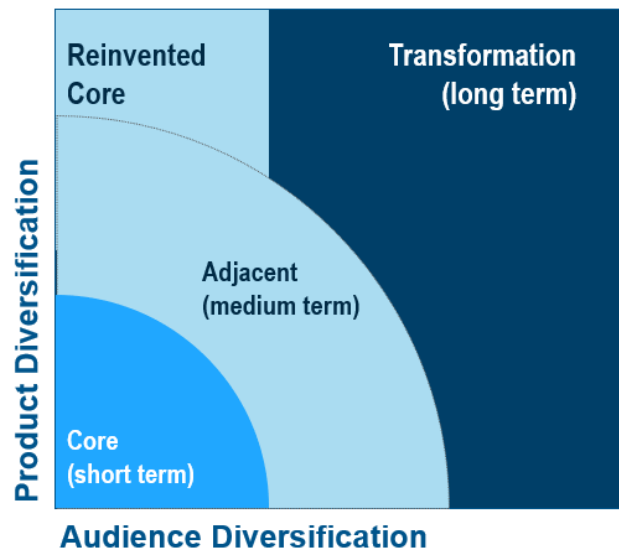 Reinvented
Core
Transformation
(long term)
Adjacent
(medium term)
Core
(short term)
Product Diversification
Audience Diversification